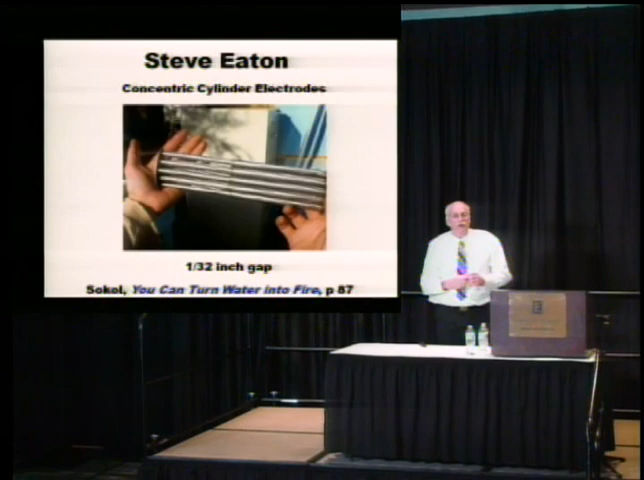 Steve Eaton
Concentric Cylinder Electrodes
1/32 inch gap
Sokol, You Can Turn Water into Fire, p 87
E